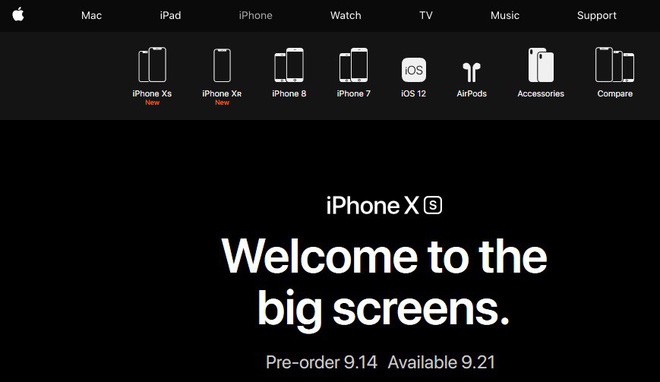 Mac iPad iPhone Watch TV Music Support
iOS
iPhone Xs iPhone XR iPhone 8 iPhone 7 iOS 12 AirPods Accessories Compare
New New
iPhone X S
Welcome to the
big screens.
Pre-order 9.14 Available 9.21